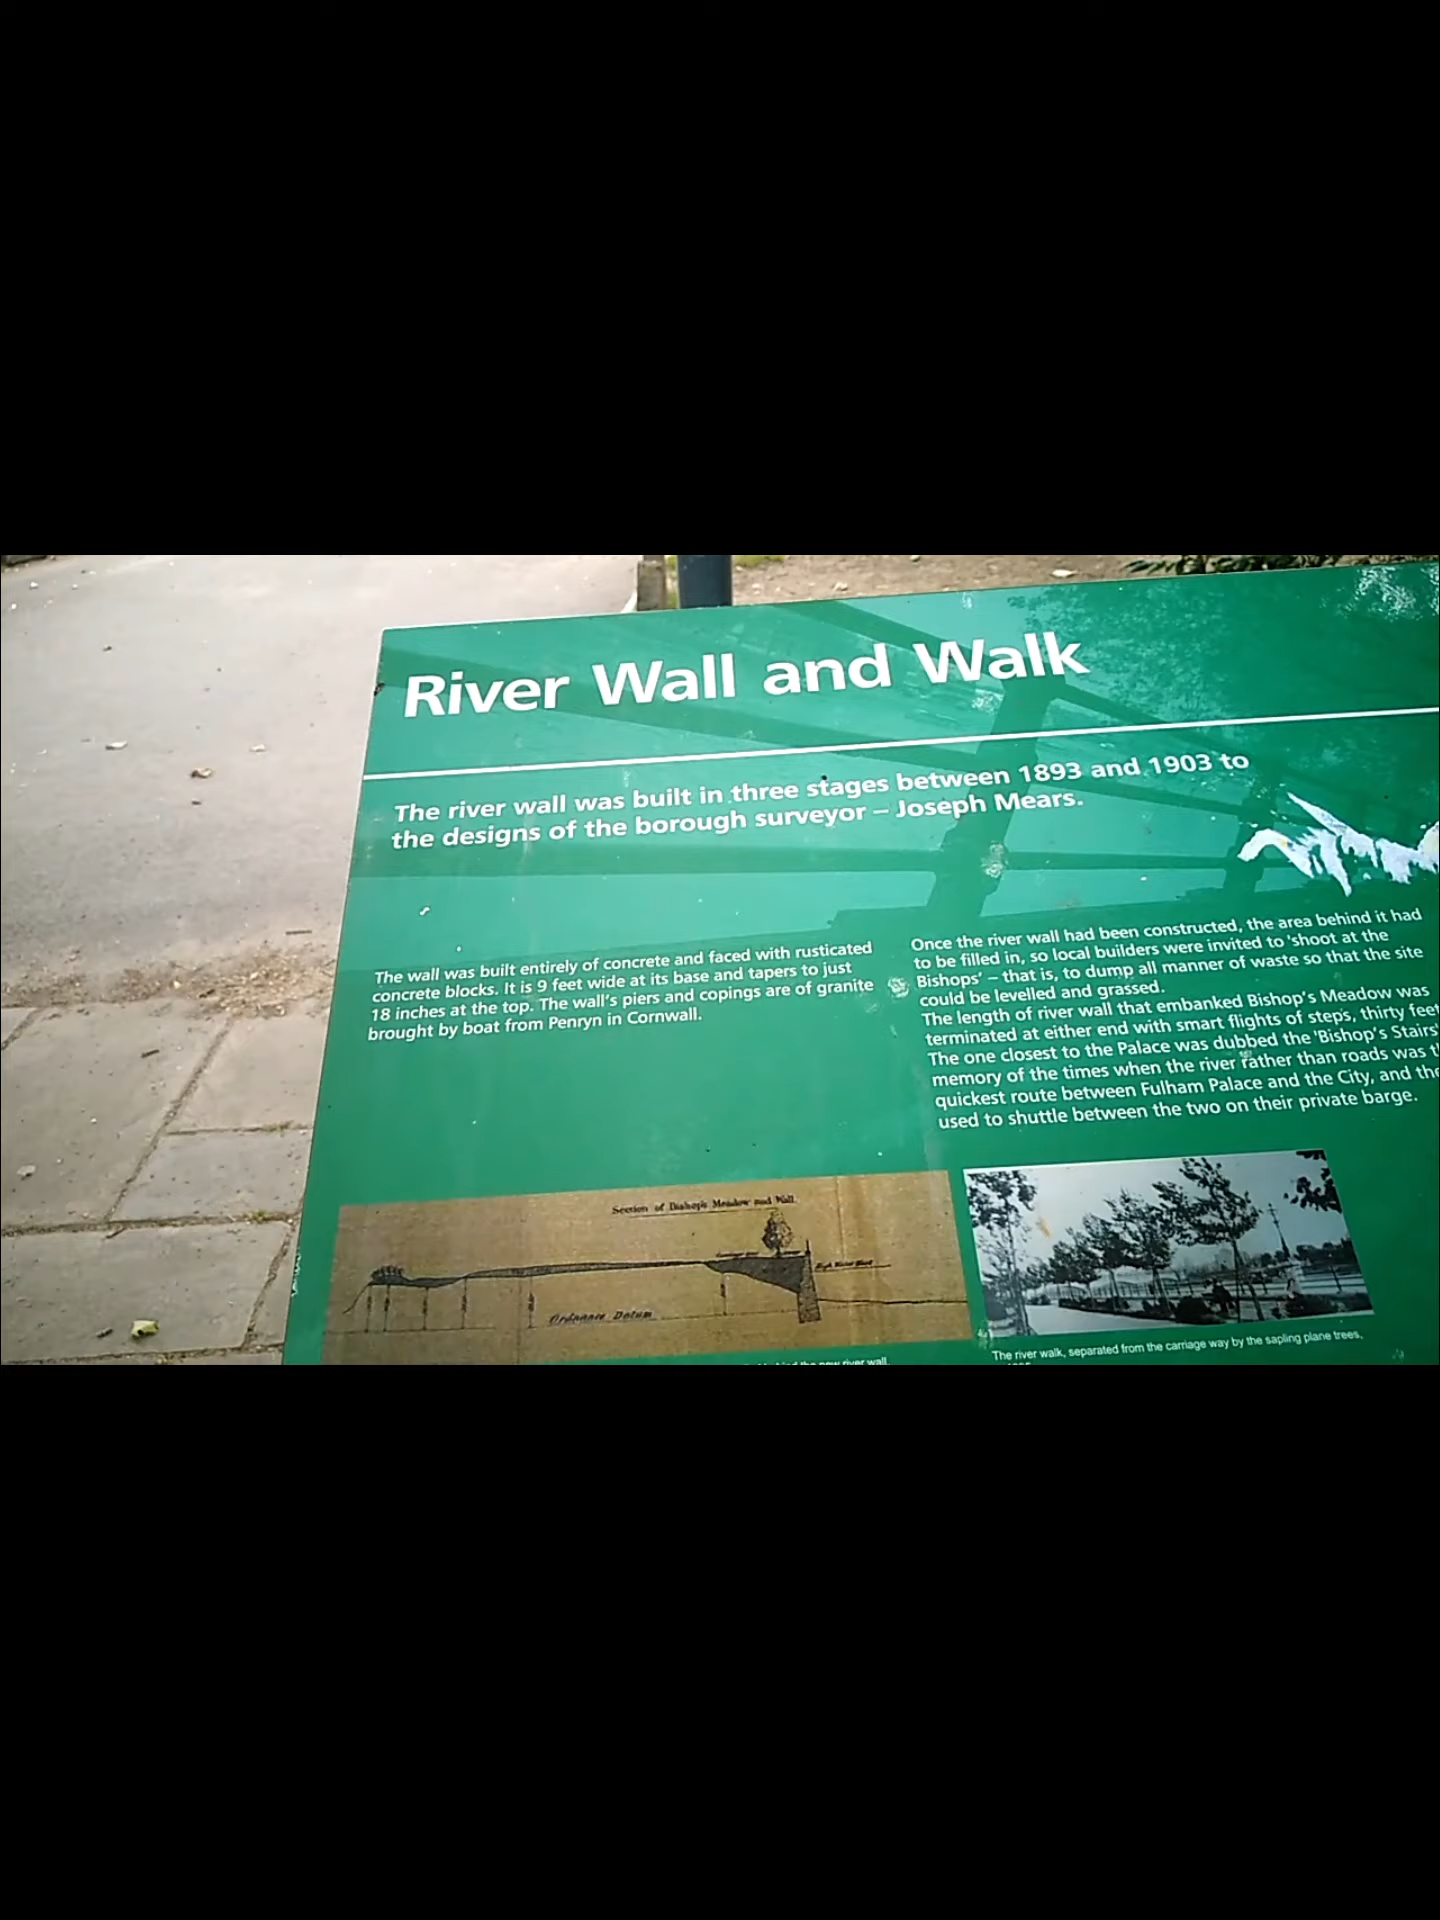 River Wall and Walk
The river wall was built in three stages between 1893 and 1903 to
the designs of the borough surveyor – Joseph Mears.
The wall was built entirely of concrete and faced with rusticated
concrete blocks. It is 9 feet wide at its base and tapers to just
18 inches at the top. The wall's piers and copings are of granite
brought by boat from Penryn in Cornwall.
Once the river wall had been constructed, the area behind it had
to be filled in, so local builders were invited to 'shoot at the
Bishops' – that is, to dump all manner of waste so that the site
could be levelled and grassed.
The length of river wall that embanked Bishop's Meadow was
terminated at either end with smart flights of steps, thirty feet
The one closest to the Palace was dubbed the 'Bishop's Stairs'
memory of the times when the river rather than roads was
quickest route between Fulham Palace and the City, and
used to shuttle between the two on their private barge.
Section of Bishop's Meadow and Wall.
High Water Mark
Ordnance Datum
the new river wall.
The river walk, separated from the carriage way by the sapling plane trees,